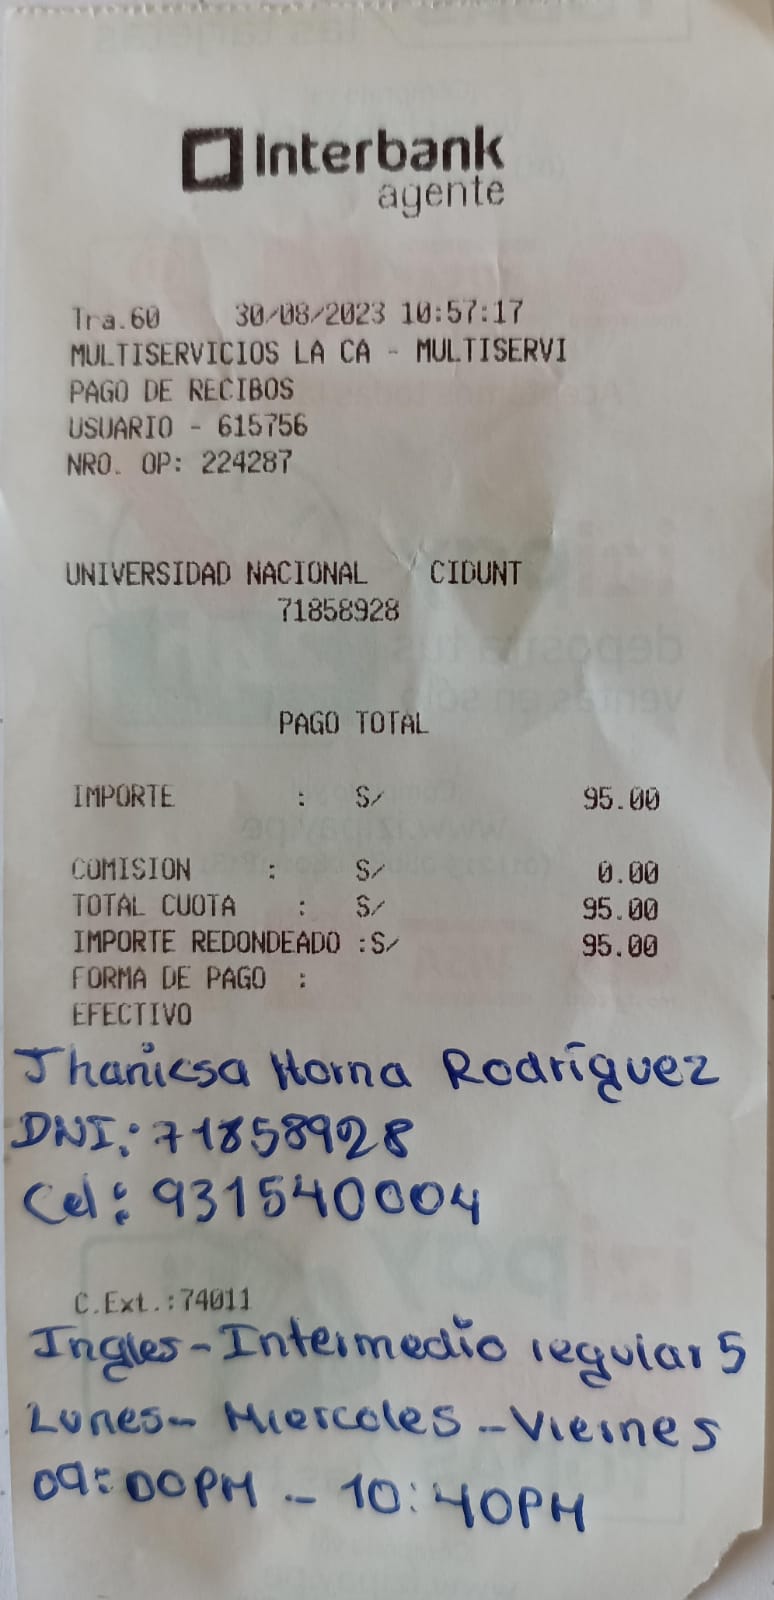 Interbank
agente
Tra.60 30/08/2023 10:57:17
MULTISERVICIOS LA CA - MULTISERVI
PAGO DE RECIBOS
USUARIO - 615756
NRO. OP: 224287
UNIVERSIDAD NACIONAL CIDUNT
71858928
PAGO TOTAL
IMPORTE : S/ 95.00
COMISION : S/ 0.00
TOTAL CUOTA : S/ 95.00
IMPORTE REDONDEADO :S/ 95.00
FORMA DE PAGO :
EFECTIVO
Jhanicsa Horna Rodríguez
DNI: 71858928
Cel: 931540004
C.Ext.:74011
Ingles-Intermedio regular 5
Lunes- Miercoles -Viernes
09:00PM - 10:40PM